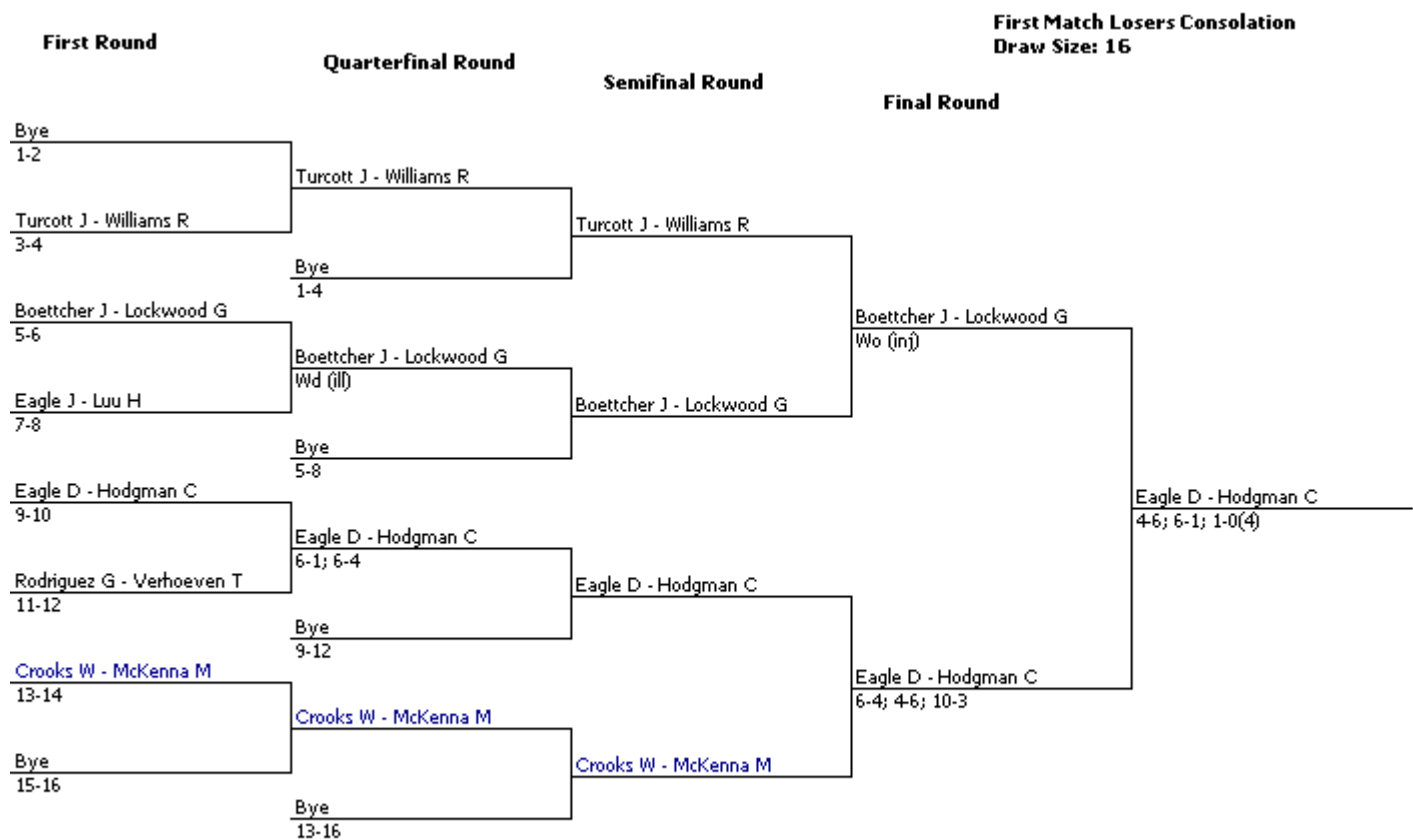 First Match Losers Consolation
Draw Size: 16
First Round
Quarterfinal Round
Semifinal Round
Final Round
Bye
1-2
Turcott J - Williams R
3-4
Boettcher J - Lockwood G
5-6
Eagle J - Luu H
7-8
Eagle D - Hodgman C
9-10
Rodriguez G - Verhoeven T
11-12
Crooks W - McKenna M
13-14
Bye
15-16
Turcott J - Williams R
Bye
1-4
Boettcher J - Lockwood G
Wd (ill)
Bye
5-8
Eagle D - Hodgman C
6-1; 6-4
Bye
9-12
Crooks W - McKenna M
Bye
13-16
Turcott J - Williams R
Boettcher J - Lockwood G
Eagle D - Hodgman C
Crooks W - McKenna M
Boettcher J - Lockwood G
Wo (inj)
Eagle D - Hodgman C
6-4; 4-6; 10-3
Eagle D - Hodgman C
4-6; 6-1; 1-0(4)